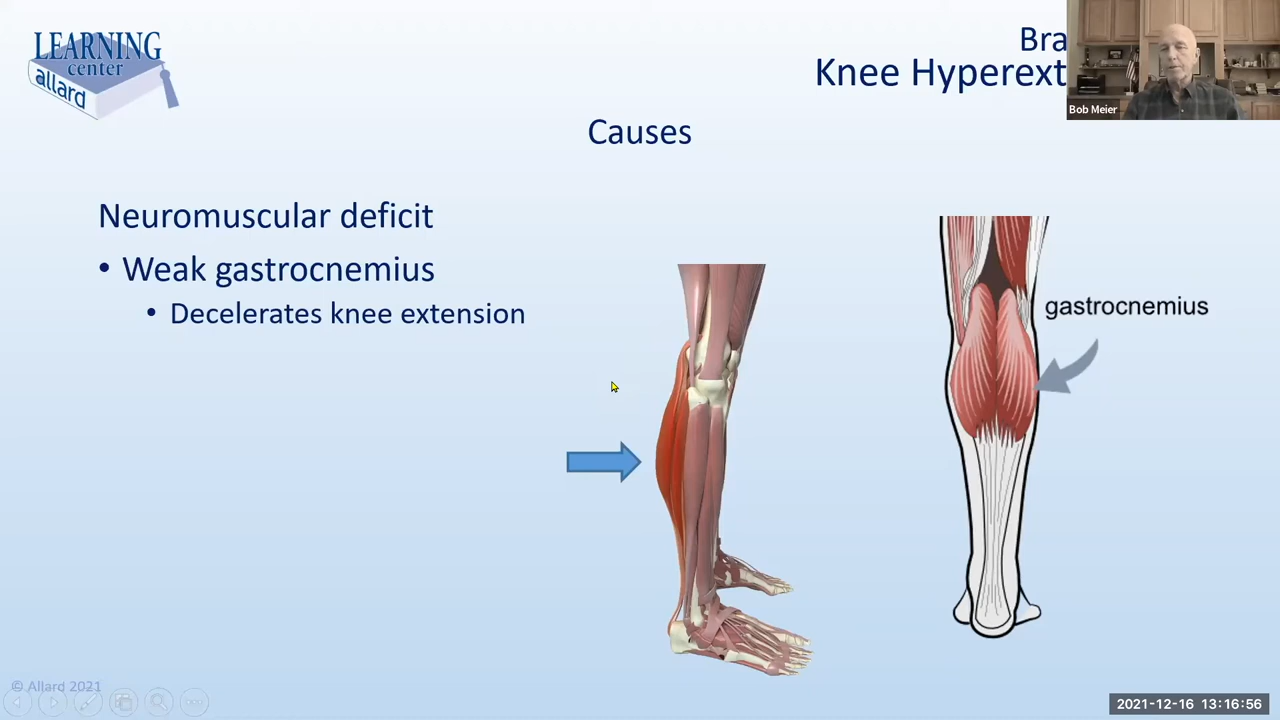 LEARNING
center
allard
Bra
Knee Hyperext
Bob Meier
Causes
Neuromuscular deficit
• Weak gastrocnemius
• Decelerates knee extension
gastrocnemius
© Allard 2021
2021-12-16 13:16:56